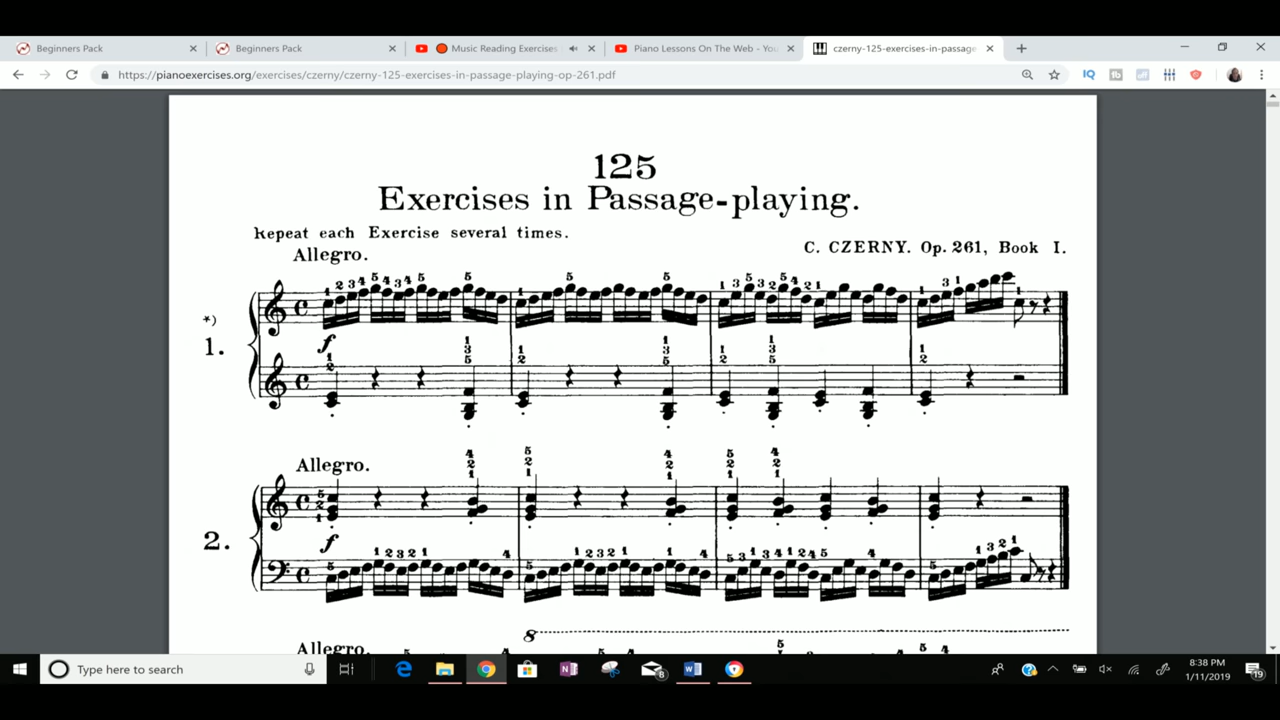 Beginners Pack
Beginners Pack
Music Reading Exercises
Piano Lessons On The Web - You
czerny-125-exercises-in-passage
https://pianoexercises.org/exercises/czerny/czerny-125-exercises-in-passage-playing-op-261.pdf
125
Exercises in Passage-playing.
Repeat each Exercise several times.
Allegro.
C. CZERNY. Op. 261, Book I.
*)
1.
f
Allegro.
2.
f
8
Allegro.
Type here to search
8:38 PM
1/11/2019
19